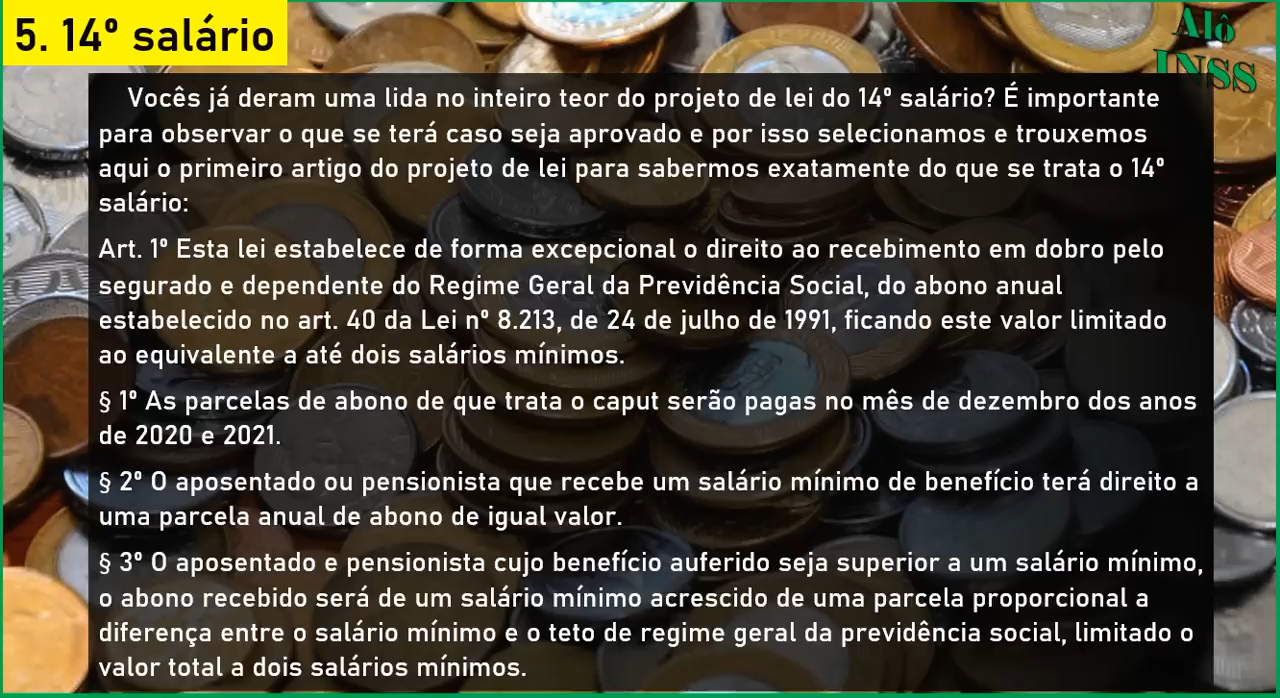 5. 14º salário
Alô
INSS
Vocês já deram uma lida no inteiro teor do projeto de lei do 14º salário? É importante
para observar o que se terá caso seja aprovado e por isso selecionamos e trouxemos
aqui o primeiro artigo do projeto de lei para sabermos exatamente do que se trata o 14º
salário:
Art. 1º Esta lei estabelece de forma excepcional o direito ao recebimento em dobro pelo
segurado e dependente do Regime Geral da Previdência Social, do abono anual
estabelecido no art. 40 da Lei nº 8.213, de 24 de julho de 1991, ficando este valor limitado
ao equivalente a até dois salários mínimos.
§ 1º As parcelas de abono de que trata o caput serão pagas no mês de dezembro dos anos
de 2020 e 2021.
§ 2º O aposentado ou pensionista que recebe um salário mínimo de benefício terá direito a
uma parcela anual de abono de igual valor.
§ 3º O aposentado e pensionista cujo benefício auferido seja superior a um salário mínimo,
o abono recebido será de um salário mínimo acrescido de uma parcela proporcional a
diferença entre o salário mínimo e o teto de regime geral da previdência social, limitado o
valor total a dois salários mínimos.